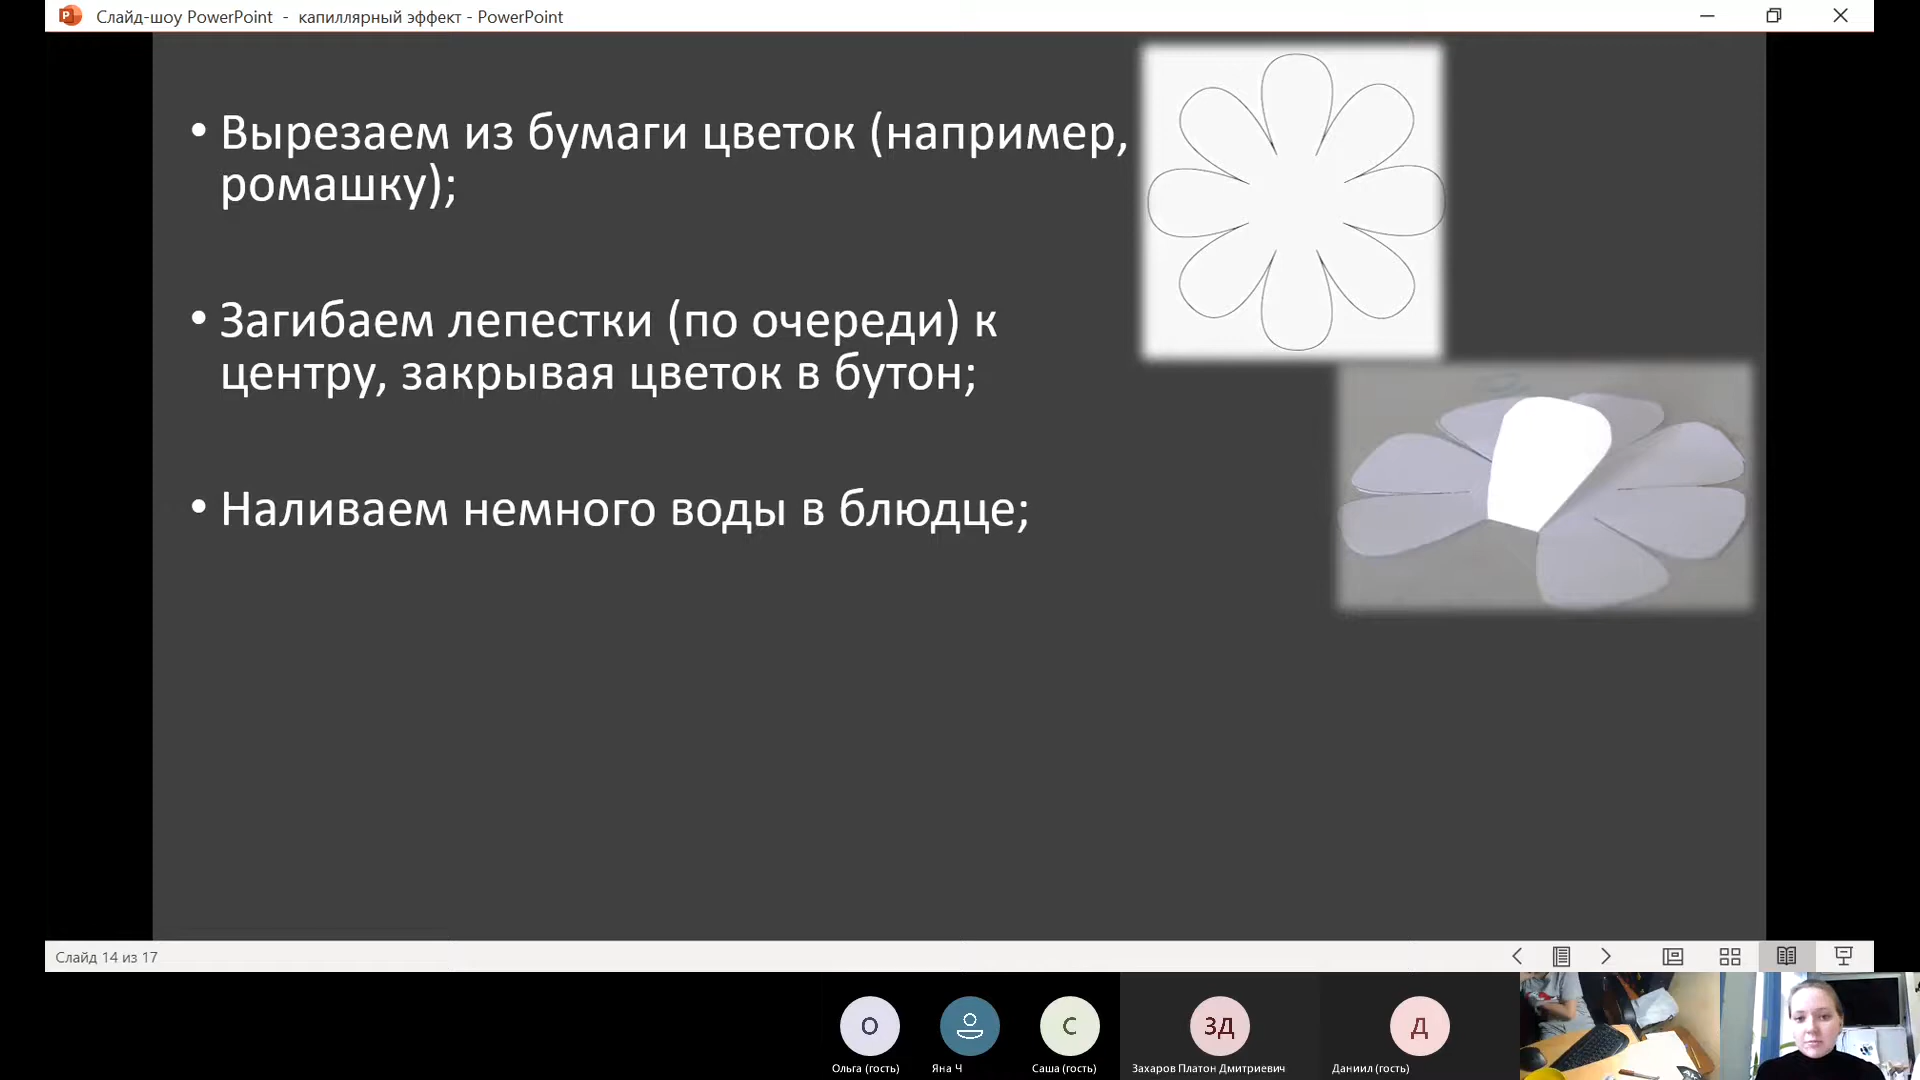 Слайд-шоу PowerPoint - капиллярный эффект - PowerPoint
• Вырезаем из бумаги цветок (например,
ромашку);
• Загибаем лепестки (по очереди) к
центру, закрывая цветок в бутон;
• Наливаем немного воды в блюдце;
Слайд 14 из 17
О
С
ЗД
Д
Ольга (гость)
Яна Ч
Саша (гость)
Захаров Платон Дмитриевич
Даниил (гость)